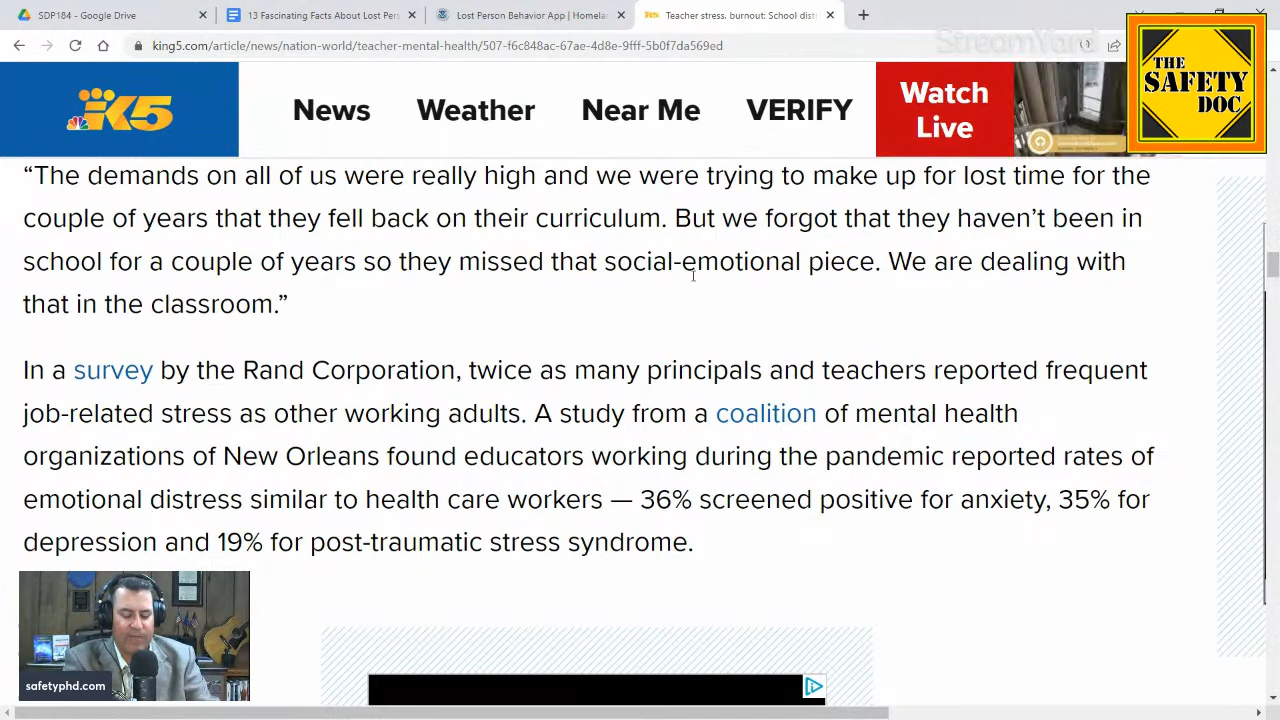 SDP184 - Google Drive
13 Fascinating Facts About Lost P
Lost Person Behavior App | Homela
Teacher stress, burnout: School dist
StreamYard
king5.com/article/news/nation-world/teacher-mental-health/507-f6c848ac-67ae-4d8e-9fff-5b0f7da569ed
THE
SAFETY
DOC
K5
News
Weather
Near Me
VERIFY
Watch
Live
“The demands on all of us were really high and we were trying to make up for lost time for the
couple of years that they fell back on their curriculum. But we forgot that they haven’t been in
school for a couple of years so they missed that social-emotional piece. We are dealing with
that in the classroom.”
In a survey by the Rand Corporation, twice as many principals and teachers reported frequent
job-related stress as other working adults. A study from a coalition of mental health
organizations of New Orleans found educators working during the pandemic reported rates of
emotional distress similar to health care workers — 36% screened positive for anxiety, 35% for
depression and 19% for post-traumatic stress syndrome.
safetyphd.com